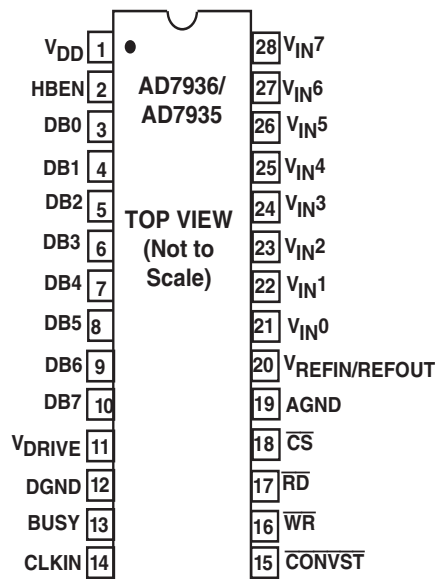 VDD 1 28 VIN7
HBEN 2 AD7936/ 27 VIN6
DB0 3 AD7935 26 VIN5
DB1 4 25 VIN4
DB2 5 TOP VIEW 24 VIN3
DB3 6 (Not to 23 VIN2
DB4 7 Scale) 22 VIN1
DB5 8 21 VIN0
DB6 9 20 VREFIN/REFOUT
DB7 10 19 AGND
VDRIVE 11 18 CS
DGND 12 17 RD
BUSY 13 16 WR
CLKIN 14 15 CONVST